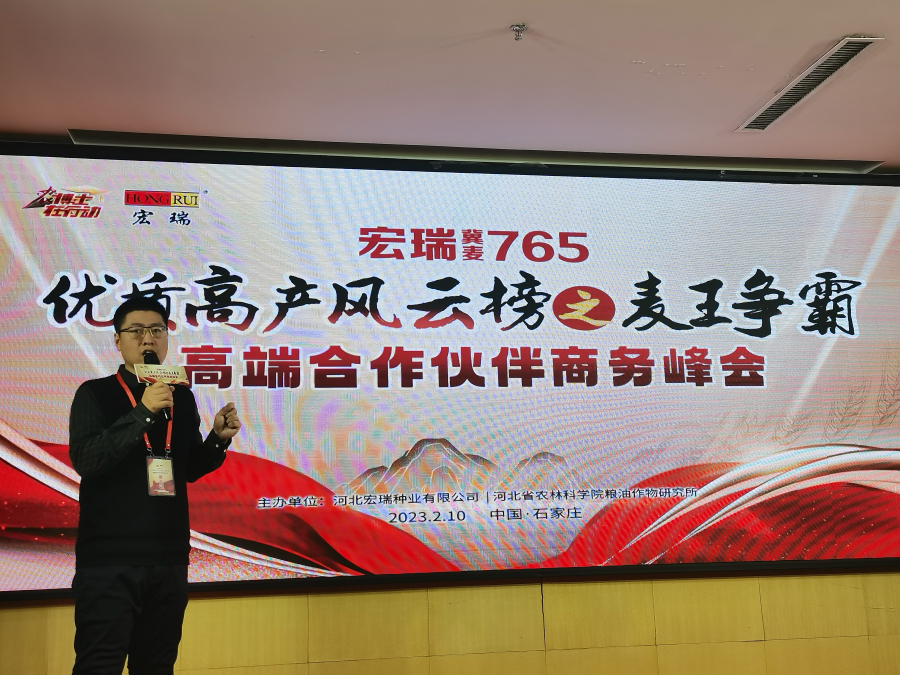 博士在行动
HONG RUI
宏瑞
宏瑞冀麦765
优质高产风云榜之麦王争霸
高端合作伙伴商务峰会
主办单位：河北宏瑞种业有限公司 | 河北省农林科学院粮油作物研究所
2023.2.10 中国·石家庄